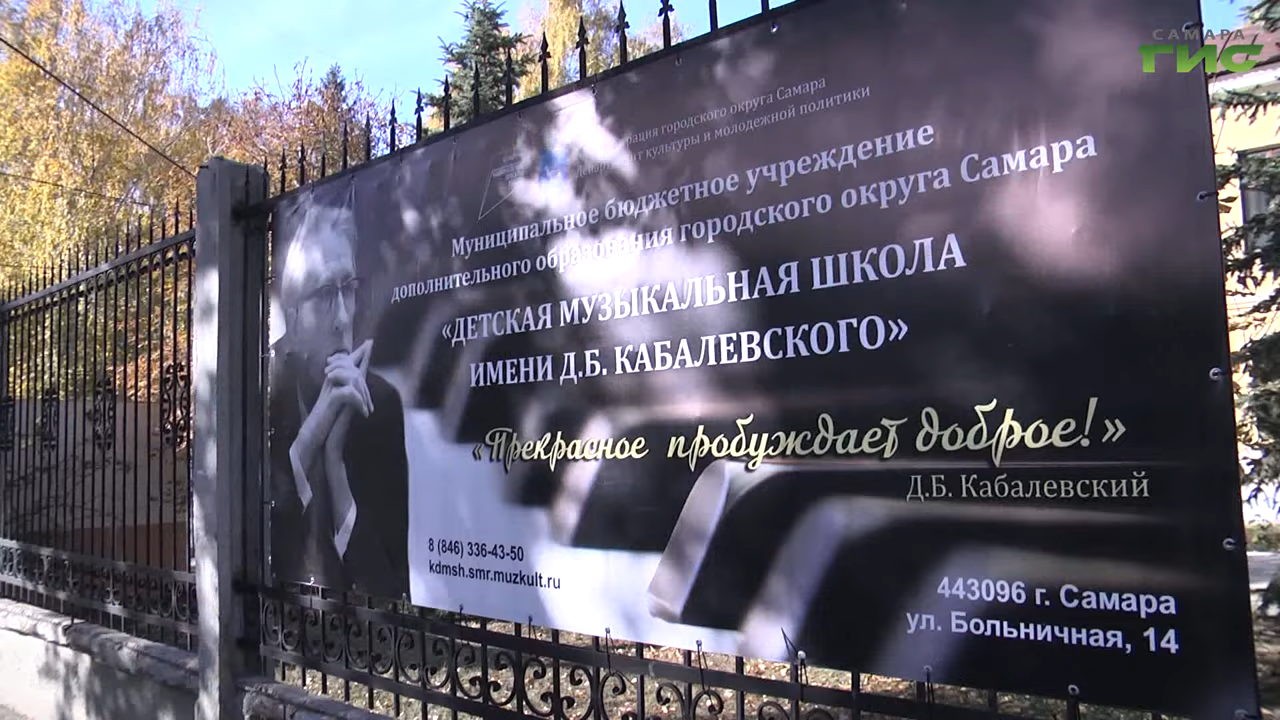 САМАРА
ГИС
городского округа Самара
культуры и молодежной политики
Муниципальное бюджетное учреждение
дополнительного образования городского округа Самара
«ДЕТСКАЯ МУЗЫКАЛЬНАЯ ШКОЛА
ИМЕНИ Д.Б. КАБАЛЕВСКОГО»
«Прекрасное пробуждает доброе!»
Д.Б. Кабалевский
8 (846) 336-43-50
kdmsh.smr.muzkult.ru
443096 г. Самара
ул. Больничная, 14